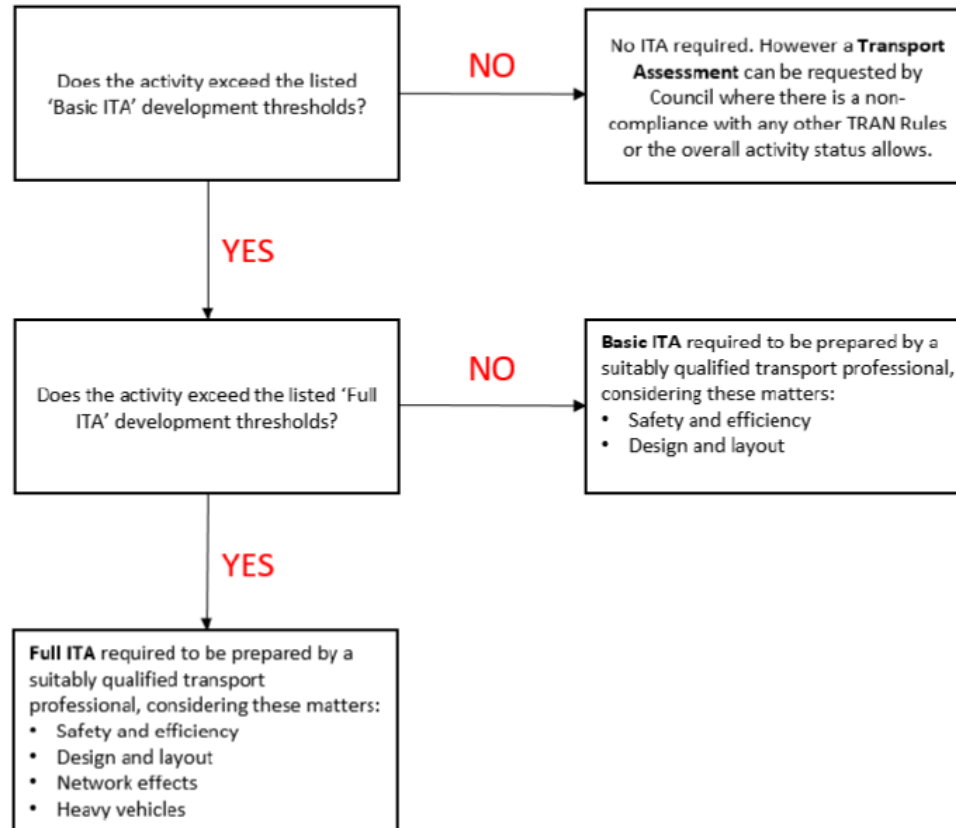 Does the activity exceed the listed
‘Basic ITA’ development thresholds?
NO
No ITA required. However a Transport
Assessment can be requested by
Council where there is a non-
compliance with any other TRAN Rules
or the overall activity status allows.
YES
Does the activity exceed the listed ‘Full
ITA’ development thresholds?
NO
Basic ITA required to be prepared by a
suitably qualified transport professional,
considering these matters:
• Safety and efficiency
• Design and layout
YES
Full ITA required to be prepared by a
suitably qualified transport
professional, considering these matters:
• Safety and efficiency
• Design and layout
• Network effects
• Heavy vehicles